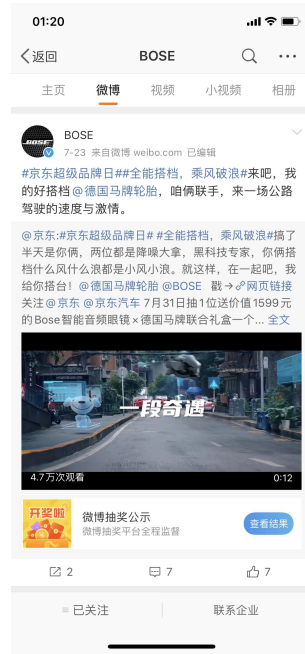 01:20
返回
BOSE
主页
微博
视频
小视频
相册
BOSE
BOSE
7-23 来自微博 weibo.com 已编辑
#京东超级品牌日##全能搭档，乘风破浪#来吧，我
的好搭档@德国马牌轮胎，咱俩联手，来一场公路
驾驶的速度与激情。
@京东:#京东超级品牌日# #全能搭档，乘风破浪#搞了
半天是你俩，两位都是降噪大拿，黑科技专家，你俩搭
档什么风什么浪都是小风小浪。就这样，在一起吧，我
给你搭台！@德国马牌轮胎 @BOSE 戳→网页链接
关注@京东 @京东汽车 7月31日抽1位送价值1599元
的Bose智能音频眼镜×德国马牌联合礼盒一个... 全文
一段奇遇
4.7万次观看
0:12
开奖啦
微博抽奖公示
微博抽奖平台全程监督
查看结果
2
7
7
已关注
联系企业